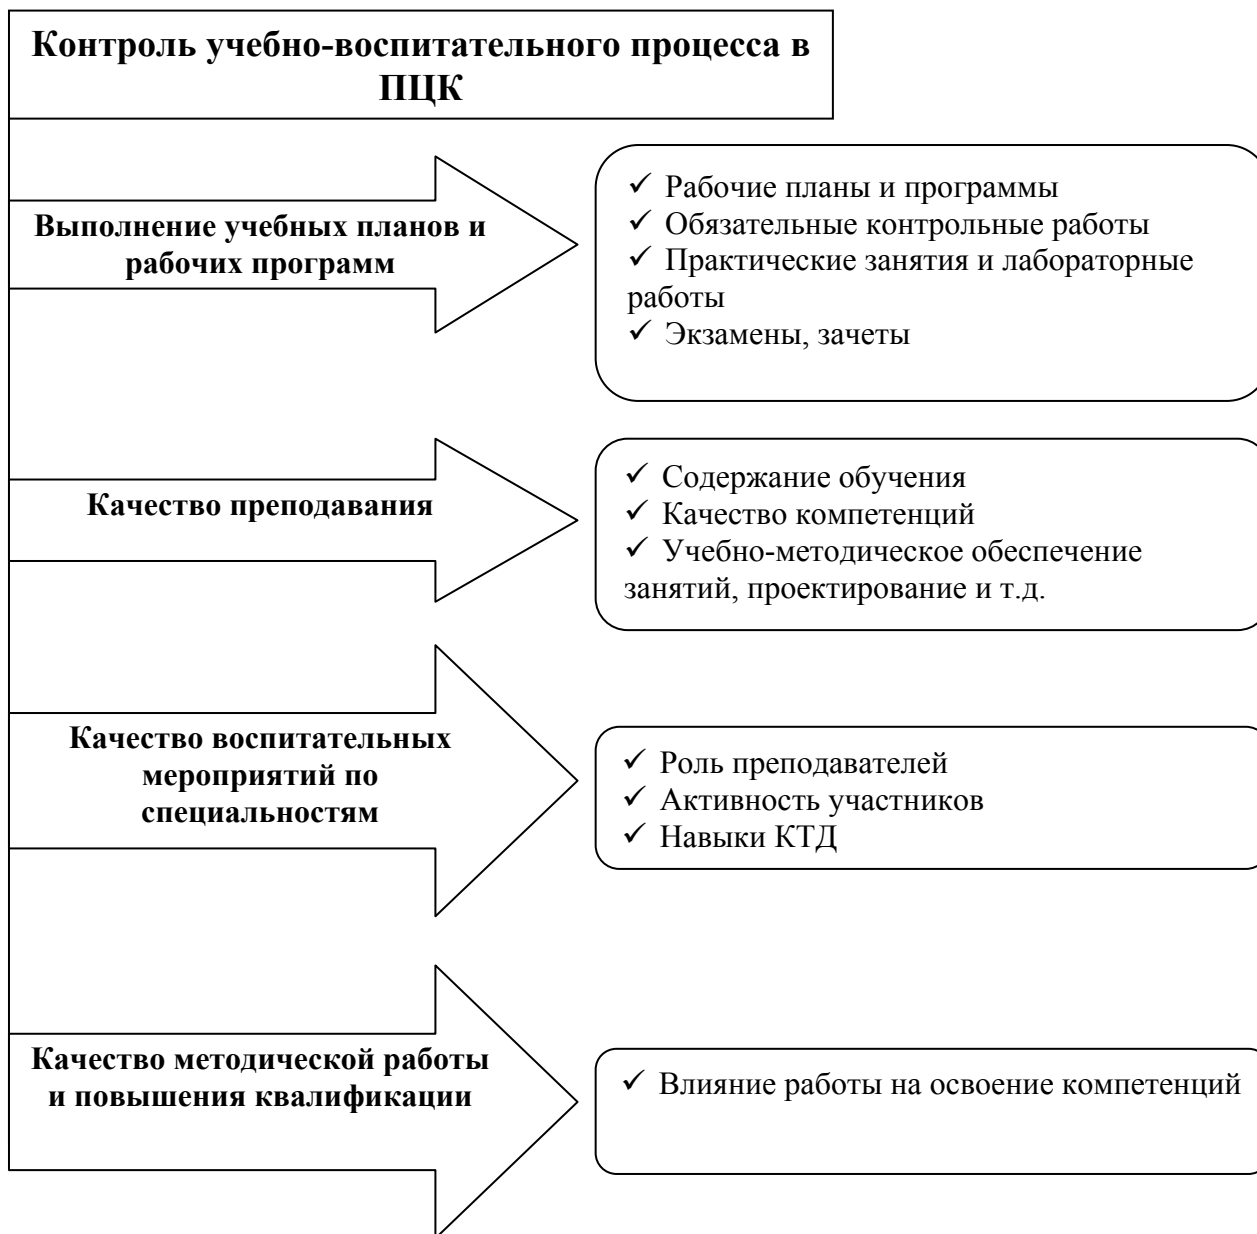 Контроль учебно-воспитательного процесса в
ПЦК
Выполнение учебных планов и
рабочих программ
✓ Рабочие планы и программы
✓ Обязательные контрольные работы
✓ Практические занятия и лабораторные
работы
✓ Экзамены, зачеты
Качество преподавания
✓ Содержание обучения
✓ Качество компетенций
✓ Учебно-методическое обеспечение
занятий, проектирование и т.д.
Качество воспитательных
мероприятий по
специальностям
✓ Роль преподавателей
✓ Активность участников
✓ Навыки КТД
Качество методической работы
и повышения квалификации
✓ Влияние работы на освоение компетенций